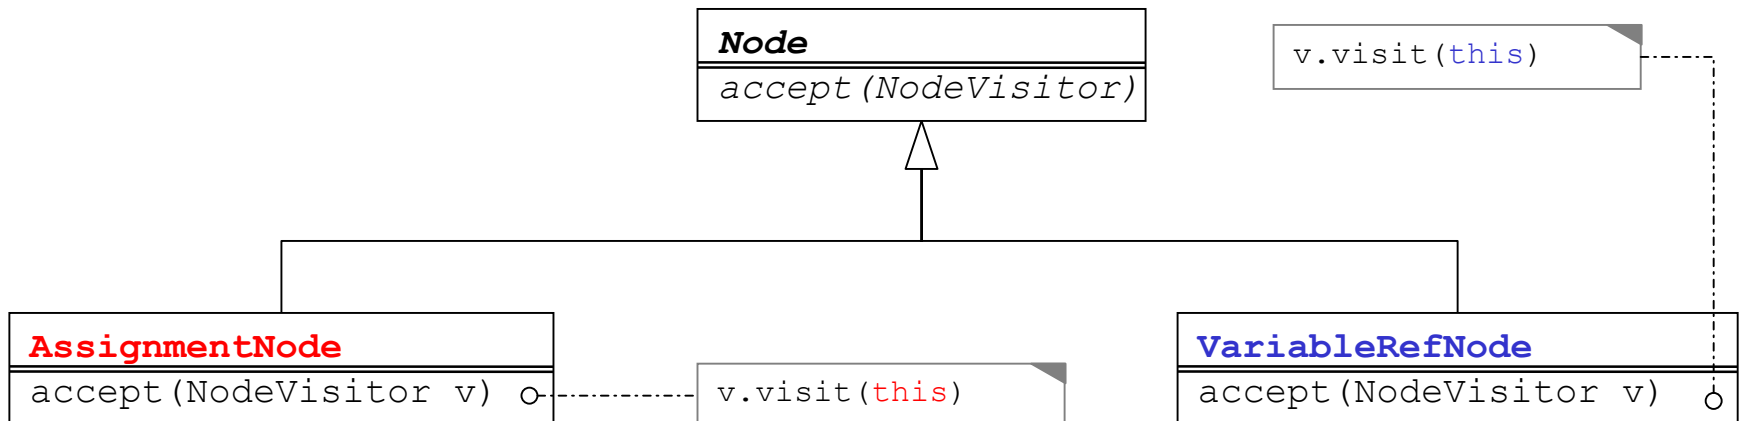 Node
accept(NodeVisitor)
v.visit(this)
AssignmentNode
accept(NodeVisitor v)
v.visit(this)
VariableRefNode
accept(NodeVisitor v)